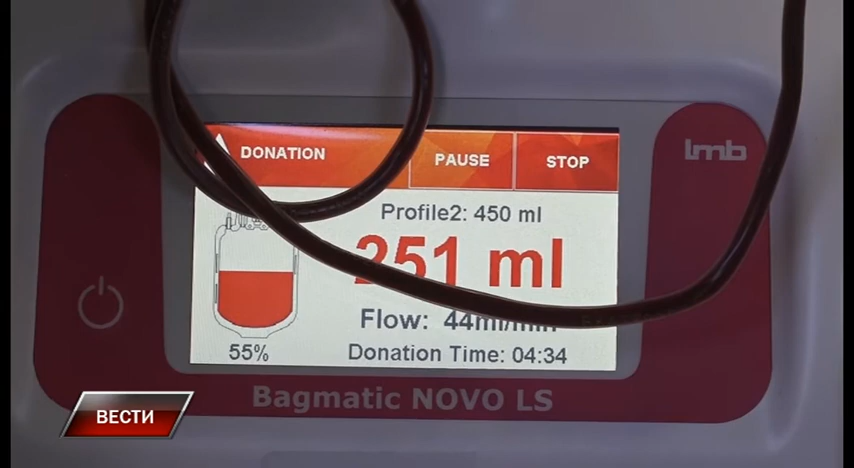 DONATION
PAUSE
STOP
lmb
Profile2: 450 ml
251 ml
Flow: 44ml/min
55%
Donation Time: 04:34
Bagmatic NOVO LS
ВЕСТИ